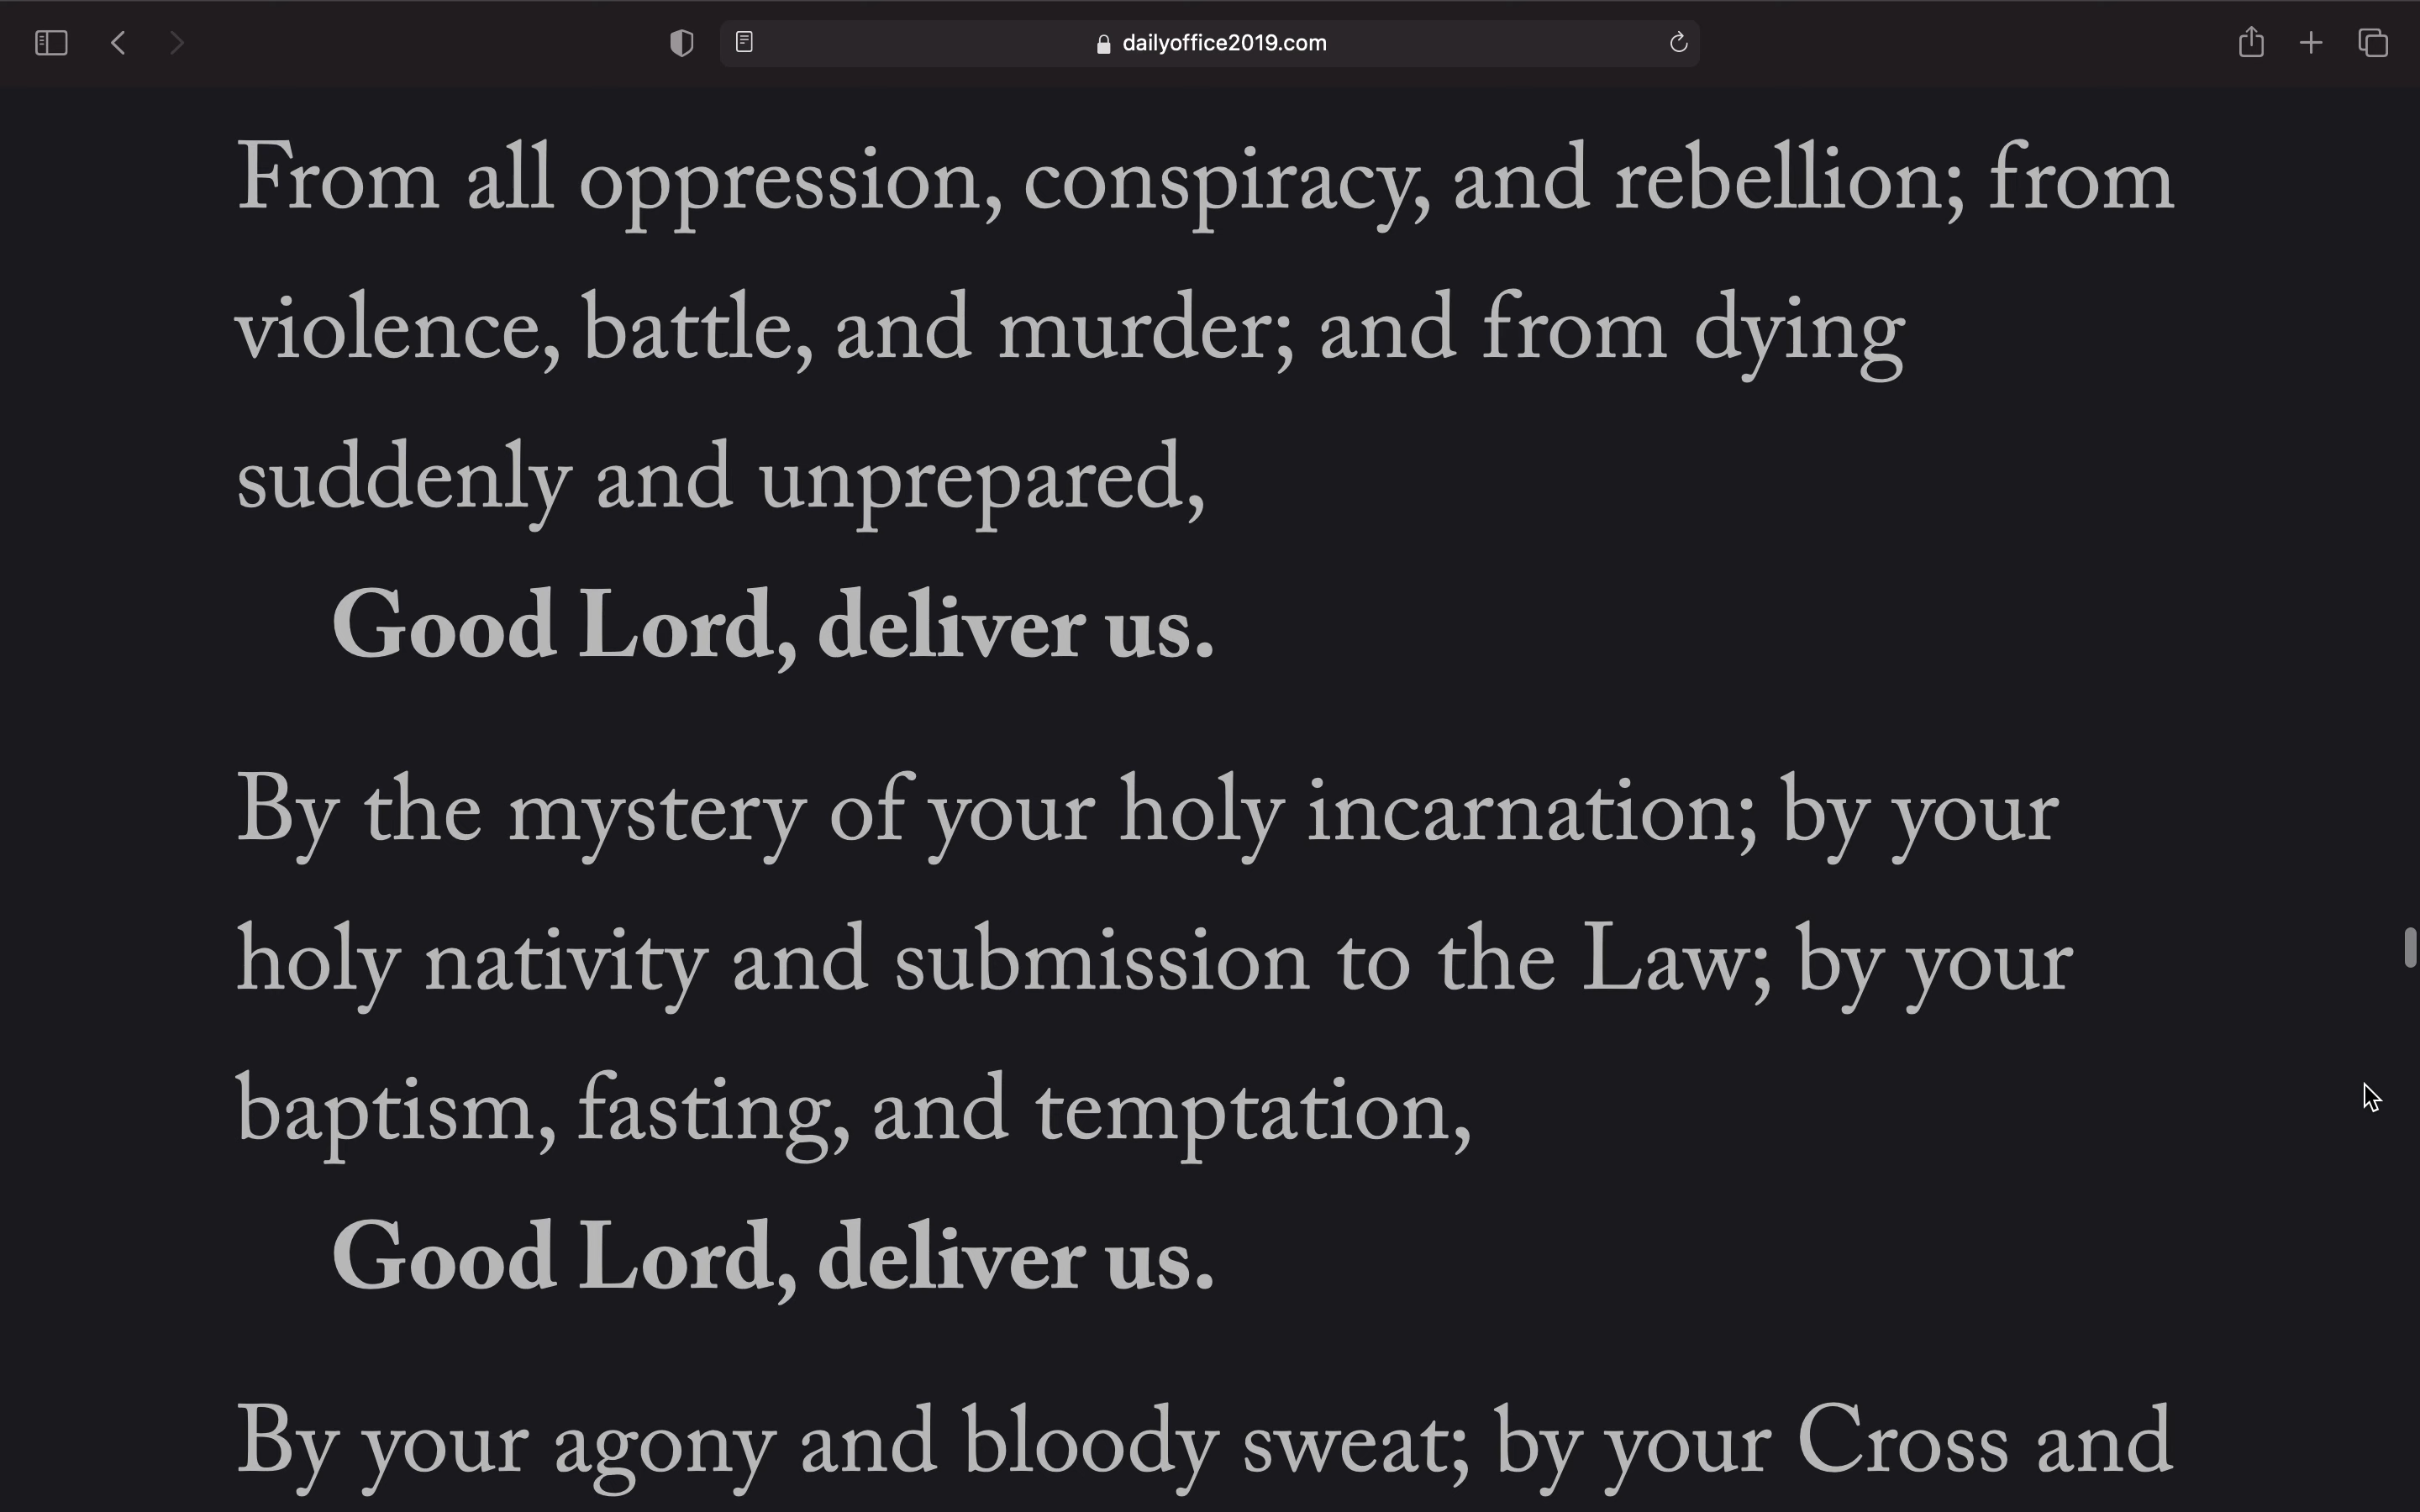 dailyoffice2019.com
From all oppression, conspiracy, and rebellion; from
violence, battle, and murder; and from dying
suddenly and unprepared,
Good Lord, deliver us.
By the mystery of your holy incarnation; by your
holy nativity and submission to the Law; by your
baptism, fasting, and temptation,
Good Lord, deliver us.
By your agony and bloody sweat; by your Cross and